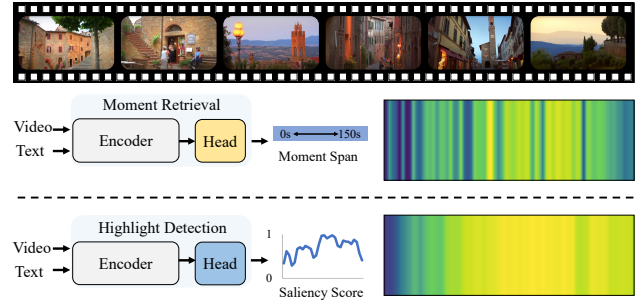 Moment Retrieval
Video
Text
Encoder
Head
0s
150s
Moment Span
Highlight Detection
Video
Text
Encoder
Head
1
0
Saliency Score